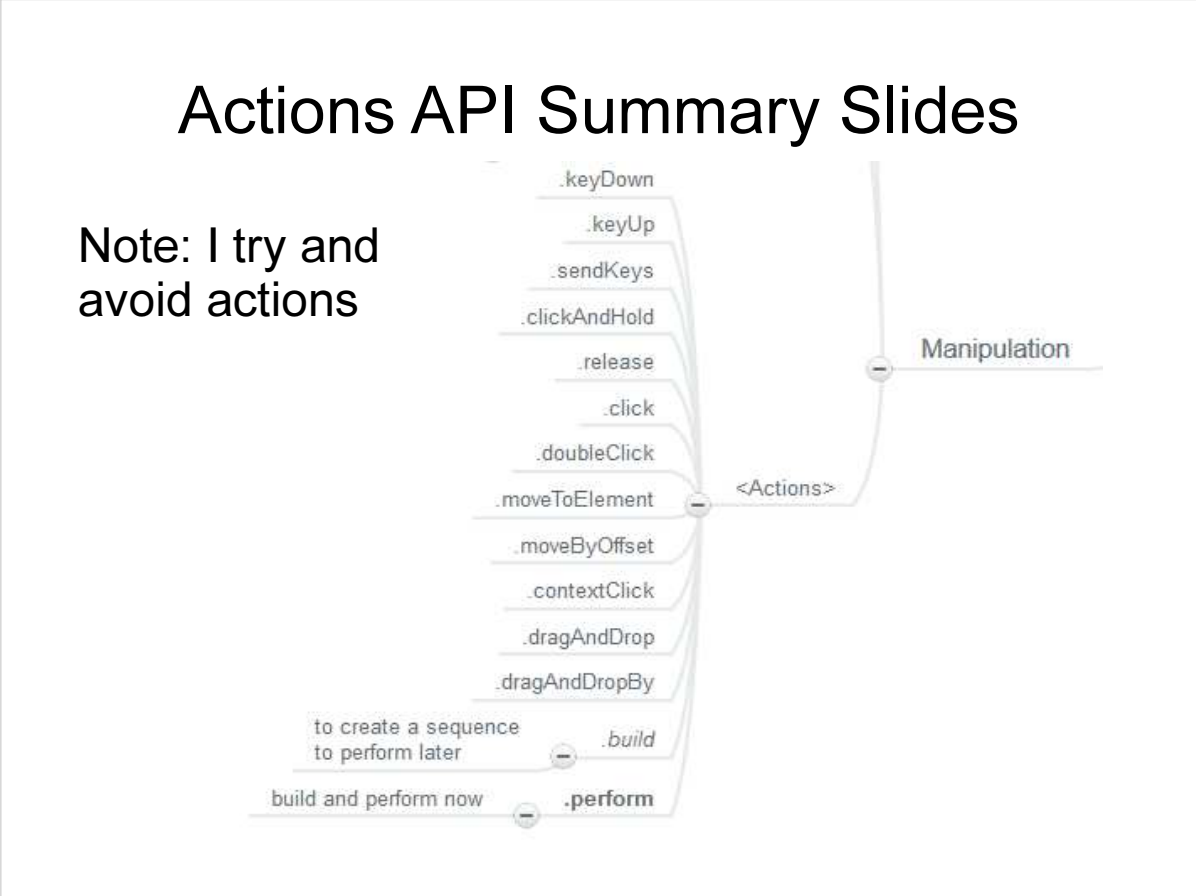 Actions API Summary Slides
Note: I try and
avoid actions
.keyDown
.keyUp
.sendKeys
.clickAndHold
.release
.click
.doubleClick
.moveToElement
.moveByOffset
.contextClick
.dragAndDrop
.dragAndDropBy
to create a sequence
to perform later
.build
build and perform now
.perform
<Actions>
Manipulation